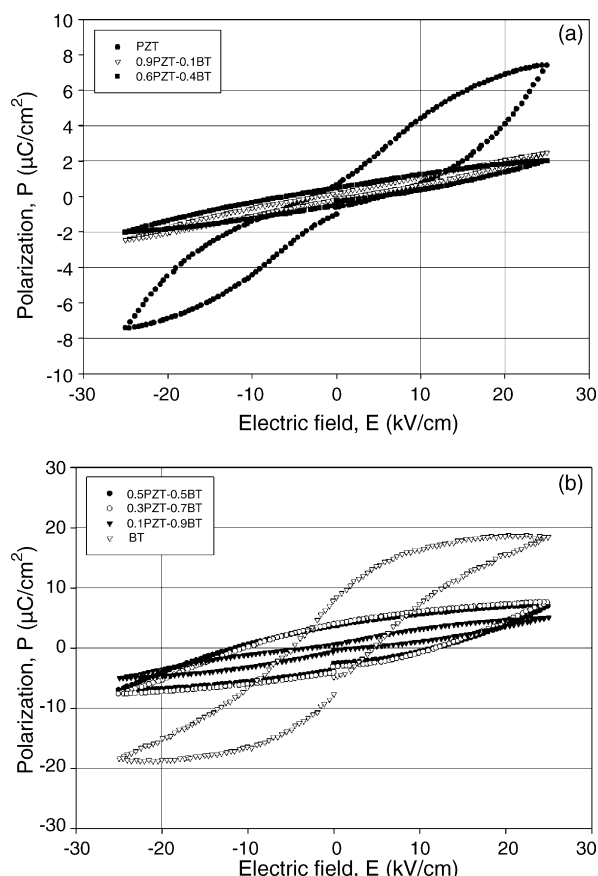 (a)
PZT
0.9PZT-0.1BT
0.6PZT-0.4BT
Polarization, P (μC/cm²)
8
6
4
2
0
-2
-4
-6
-8
-10
-30 -20 -10 0 10 20 30
Electric field, E (kV/cm)
(b)
0.5PZT-0.5BT
0.3PZT-0.7BT
0.1PZT-0.9BT
BT
Polarization, P (μC/cm²)
30
20
10
0
-10
-20
-30
-30 -20 -10 0 10 20 30
Electric field, E (kV/cm)